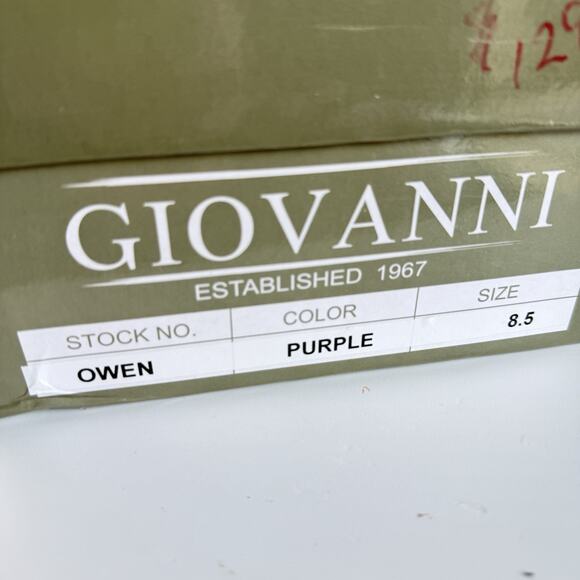 GIOVANNI
ESTABLISHED 1967
STOCK NO. COLOR SIZE
OWEN PURPLE 8.5